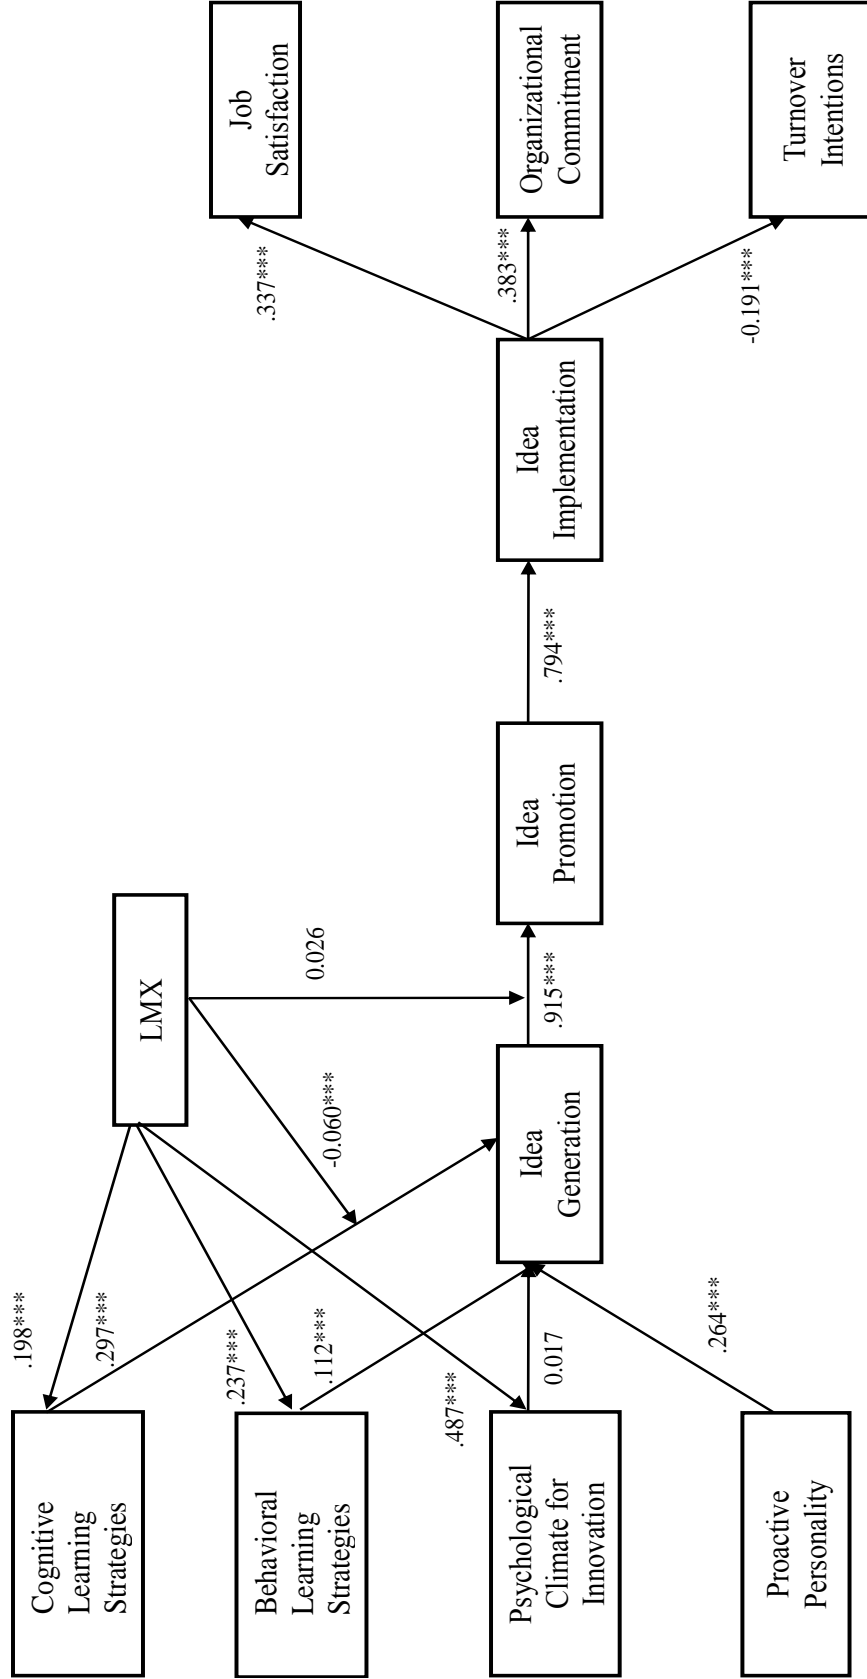 Cognitive
Learning
Strategies
Behavioral
Learning
Strategies
Psychological
Climate for
Innovation
Proactive
Personality
.198***
.297***
.237***
.112***
.487***
0.017
.264***
LMX
-0.060***
0.026
Idea
Generation
.915***
Idea
Promotion
.794***
Idea
Implementation
.337***
.383***
-0.191***
Job
Satisfaction
Organizational
Commitment
Turnover
Intentions